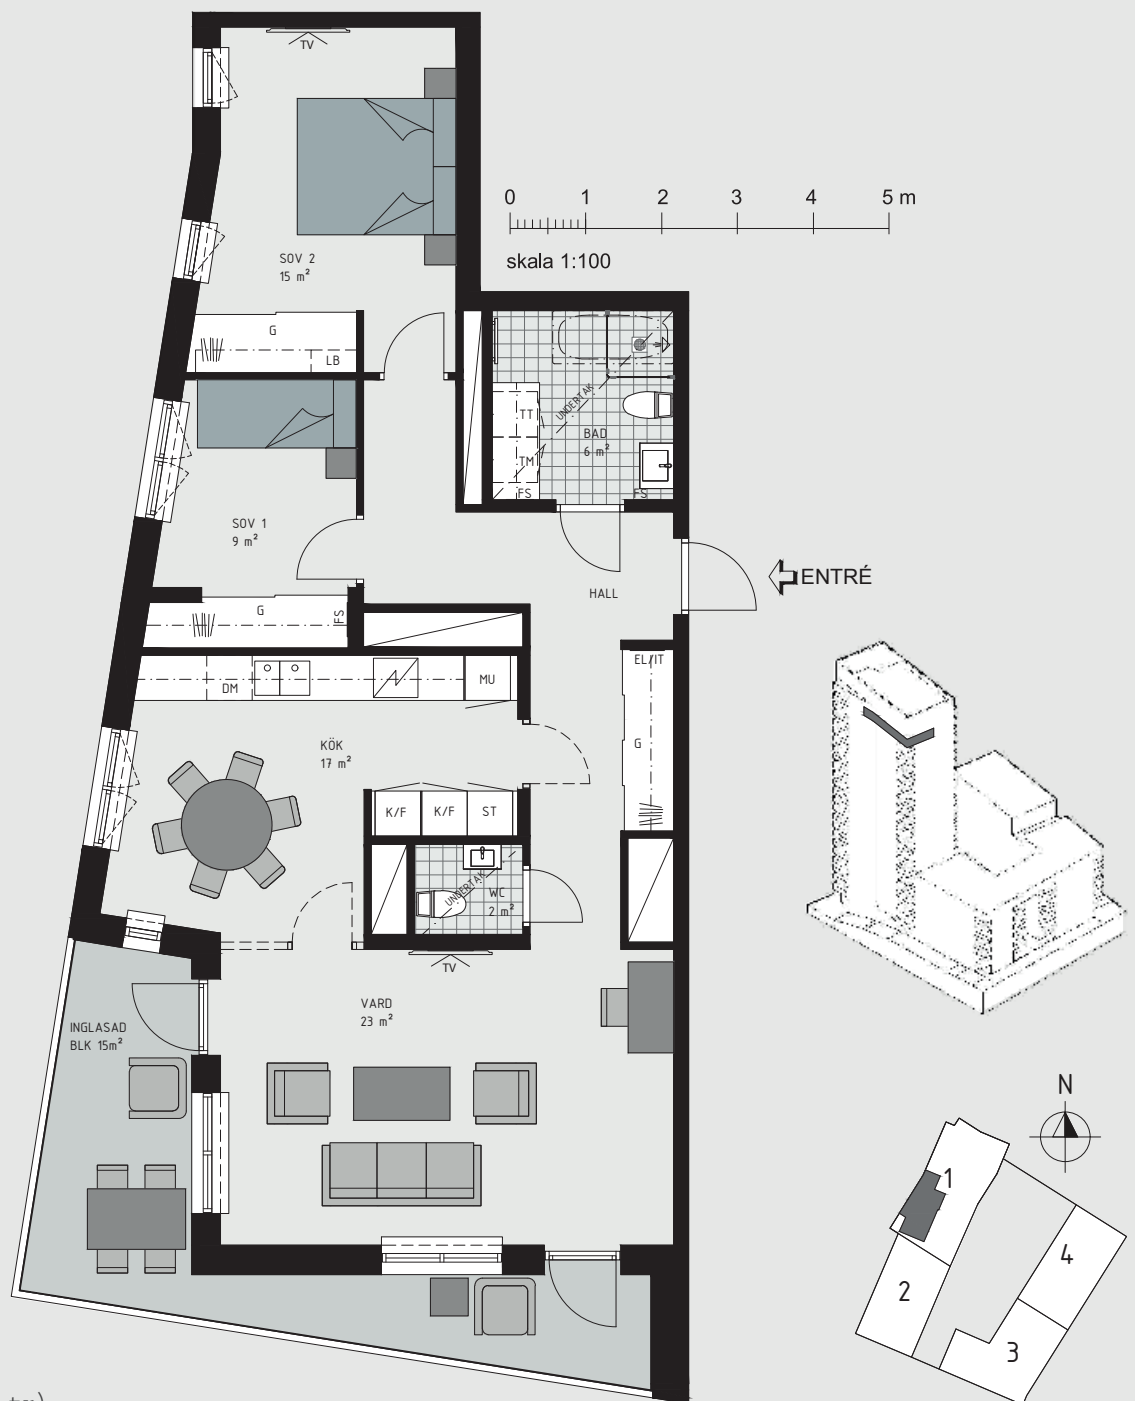 TV
0 1 2 3 4 5 m
skala 1:100
SOV 2
15 m²
G
LB
UNDERTAK
TT
BAD
6 m²
TM
FS
FS
SOV 1
9 m²
ENTRÉ
HALL
G
FS
EL/IT
DM
MU
KÖK
17 m²
G
K/F
K/F
ST
UNDERTAK
WC
2 m²
TV
VARD
23 m²
INGLASAD
BLK 15m²
N
1
4
2
3